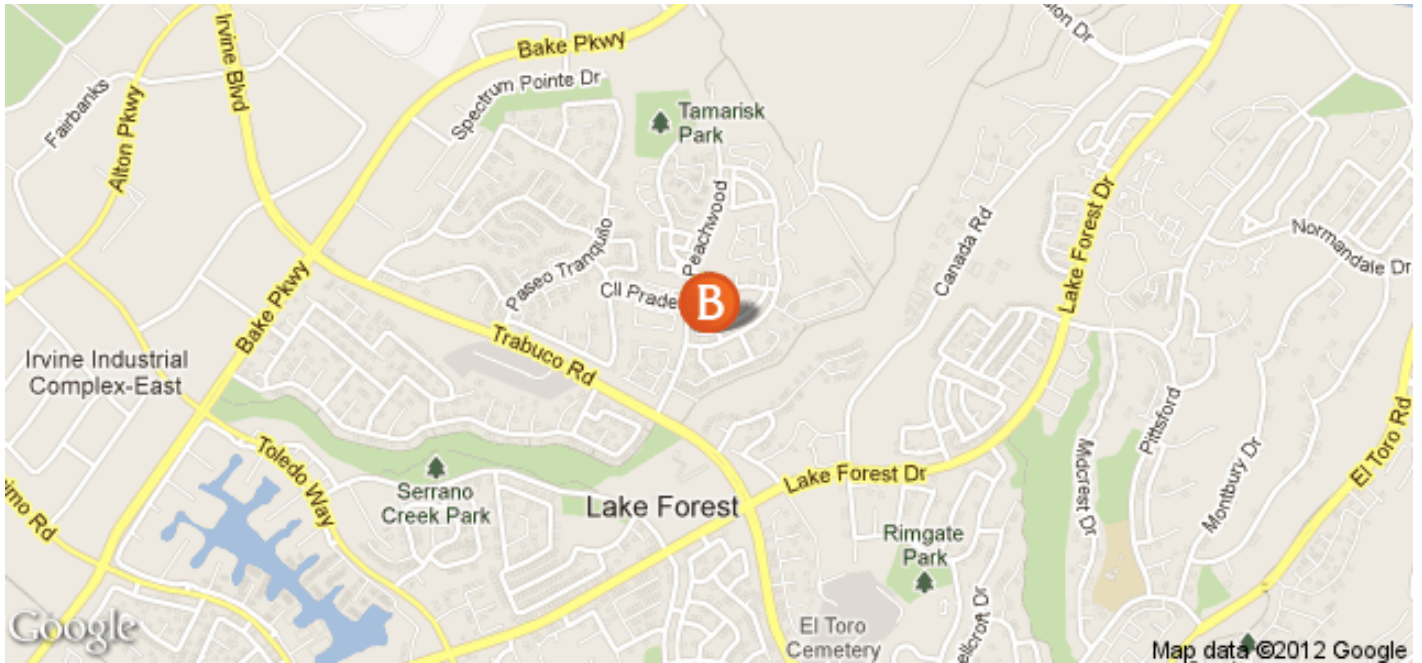 Bake Pkwy
Irvine Blvd
Spectrum Pointe Dr
Fairbanks
Alton Pkwy
Tamarisk
Park
Peachwood
Paseo Tranquilo
Cll Prade
B
Canada Rd
Lake Forest Dr
Normandale Dr
Bake Pkwy
Trabuco Rd
Irvine Industrial
Complex-East
Toledo Way
Serrano
Creek Park
Lake Forest
Lake Forest Dr
Rimgate
Park
Midcrest Dr
Pittsford
Montbury Dr
El Toro Rd
El Toro
Cemetery
Google
Map data ©2012 Google